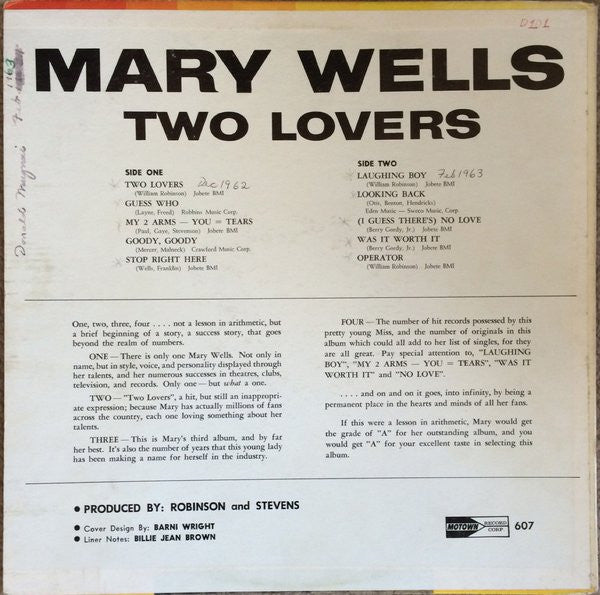 D101
MARY WELLS
TWO LOVERS
SIDE ONE
TWO LOVERS Dec 1962
(William Robinson) Jobete BMI
GUESS WHO
(Layne, Freed) Robbins Music Corp.
MY 2 ARMS — YOU = TEARS
(Paul, Gaye, Stevenson) Jobete BMI
GOODY, GOODY
(Mercer, Malneck) Crawford Music Corp.
STOP RIGHT HERE
(Wells, Franklin) Jobete BMI
SIDE TWO
LAUGHING BOY Feb 1963
(William Robinson) Jobete BMI
LOOKING BACK
(Otis, Benton, Hendricks)
Eden Music — Sweco Music, Corp.
(I GUESS THERE'S) NO LOVE
(Berry Gordy, Jr.) Jobete BMI
WAS IT WORTH IT
(Berry Gordy, Jr.) Jobete BMI
OPERATOR
(William Robinson) Jobete BMI
One, two, three, four . . . . not a lesson in arithmetic, but
a brief beginning of a story, a success story, that goes
beyond the realm of numbers.
ONE — There is only one Mary Wells. Not only in
name, but in style, voice, and personality displayed through
her talents, and her numerous successes in theatres, clubs,
television, and records. Only one — but what a one.
TWO — "Two Lovers", a hit, but still an inappropri-
ate expression; because Mary has actually millions of fans
across the country, each one loving something about her
talents.
THREE — This is Mary's third album, and by far
her best. It's also the number of years that this young lady
has been making a name for herself in the industry.
FOUR — The number of hit records possessed by this
pretty young Miss, and the number of originals in this
album which could all add to her list of singles, for they
are all great. Pay special attention to, "LAUGHING
BOY", "MY 2 ARMS — YOU = TEARS", "WAS IT
WORTH IT" and "NO LOVE".
. . . . and on and on it goes, into infinity, by being a
permanent place in the hearts and minds of all her fans.
If this were a lesson in arithmetic, Mary would get
the grade of "A" for her outstanding album, and you
would get "A" for your excellent taste in selecting this
album.
• PRODUCED BY: ROBINSON and STEVENS
• Cover Design By: BARNI WRIGHT
• Liner Notes: BILLIE JEAN BROWN
MOTOWN RECORD CORP. 607